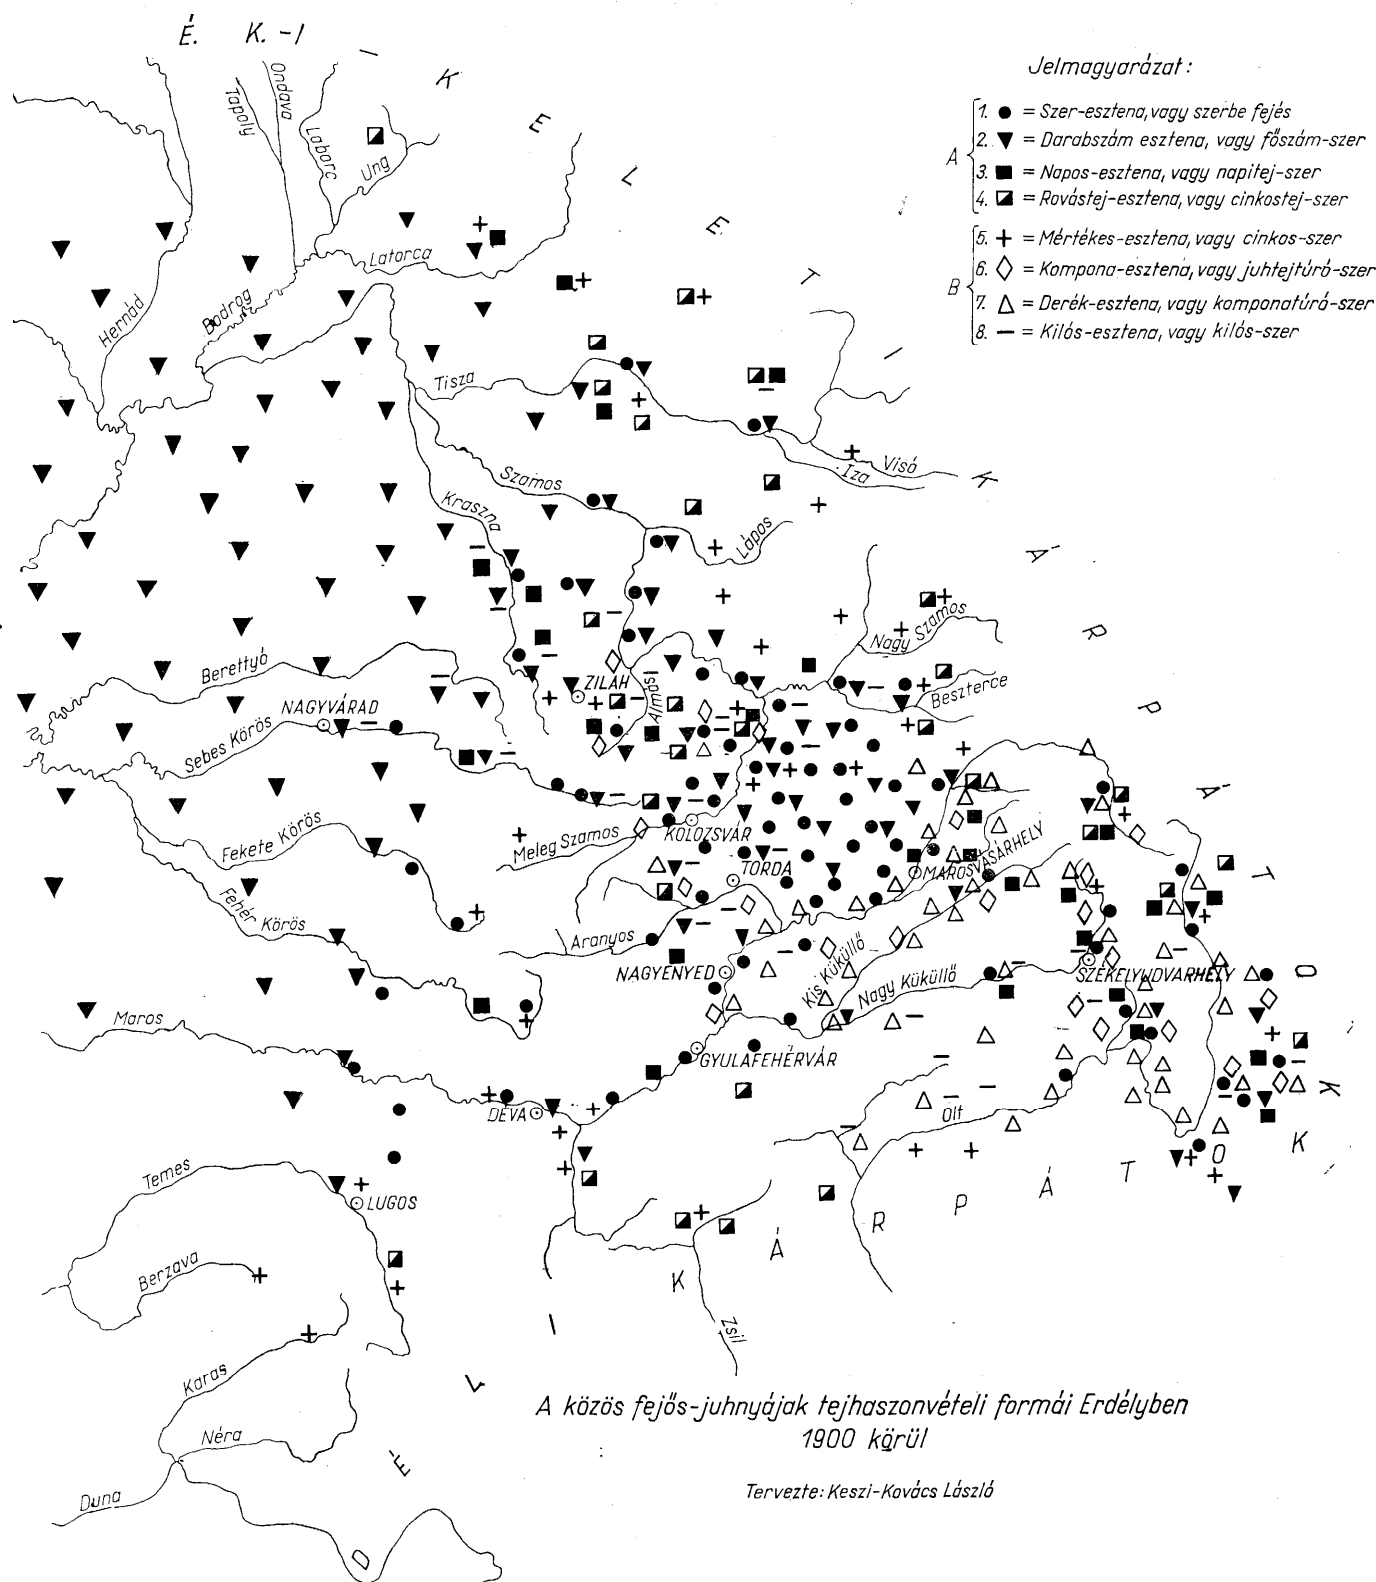 É. K.-I
I K E L E T I K Á R P Á T O K
Jelmagyarázat:
A
1. ● = Szer-esztena, vagy szerbe fejés
2. ▼ = Darabszám esztena, vagy főszám-szer
3. ■ = Napos-esztena, vagy napitej-szer
4. ◪ = Rovástej-esztena, vagy cinkostej-szer
B
5. + = Mértékes-esztena, vagy cinkos-szer
6. ◇ = Kompona-esztena, vagy juhtejtúró-szer
7. △ = Derék-esztena, vagy komponatúró-szer
8. – = Kilós-esztena, vagy kilós-szer
Tapoly
Ondava
Laborc
Ung
Latorca
Hernád
Bodrog
Tisza
Visó
Iza
Szamos
Kraszna
Lápos
Nagy Szamos
Beszterce
Berettyó
ZILAH
Almási
NAGYVÁRAD
Sebes Körös
Fekete Körös
Meleg Szamos
KOLOZSVÁR
TORDA
MAROSVÁSÁRHELY
Fehér Körös
Aranyos
NAGYENYED
Kis Küküllő
Nagy Küküllő
SZÉKELYUDVARHELY
Maros
GYULAFEHÉRVÁR
DÉVA
Olt
Temes
LUGOS
Berzava
Zsil
Karas
Néra
Duna
D É L I K Á R P Á T O K
A közös fejős-juhnyájak tejhaszonvételi formái Erdélyben
1900 körül
Tervezte: Keszi-Kovács László